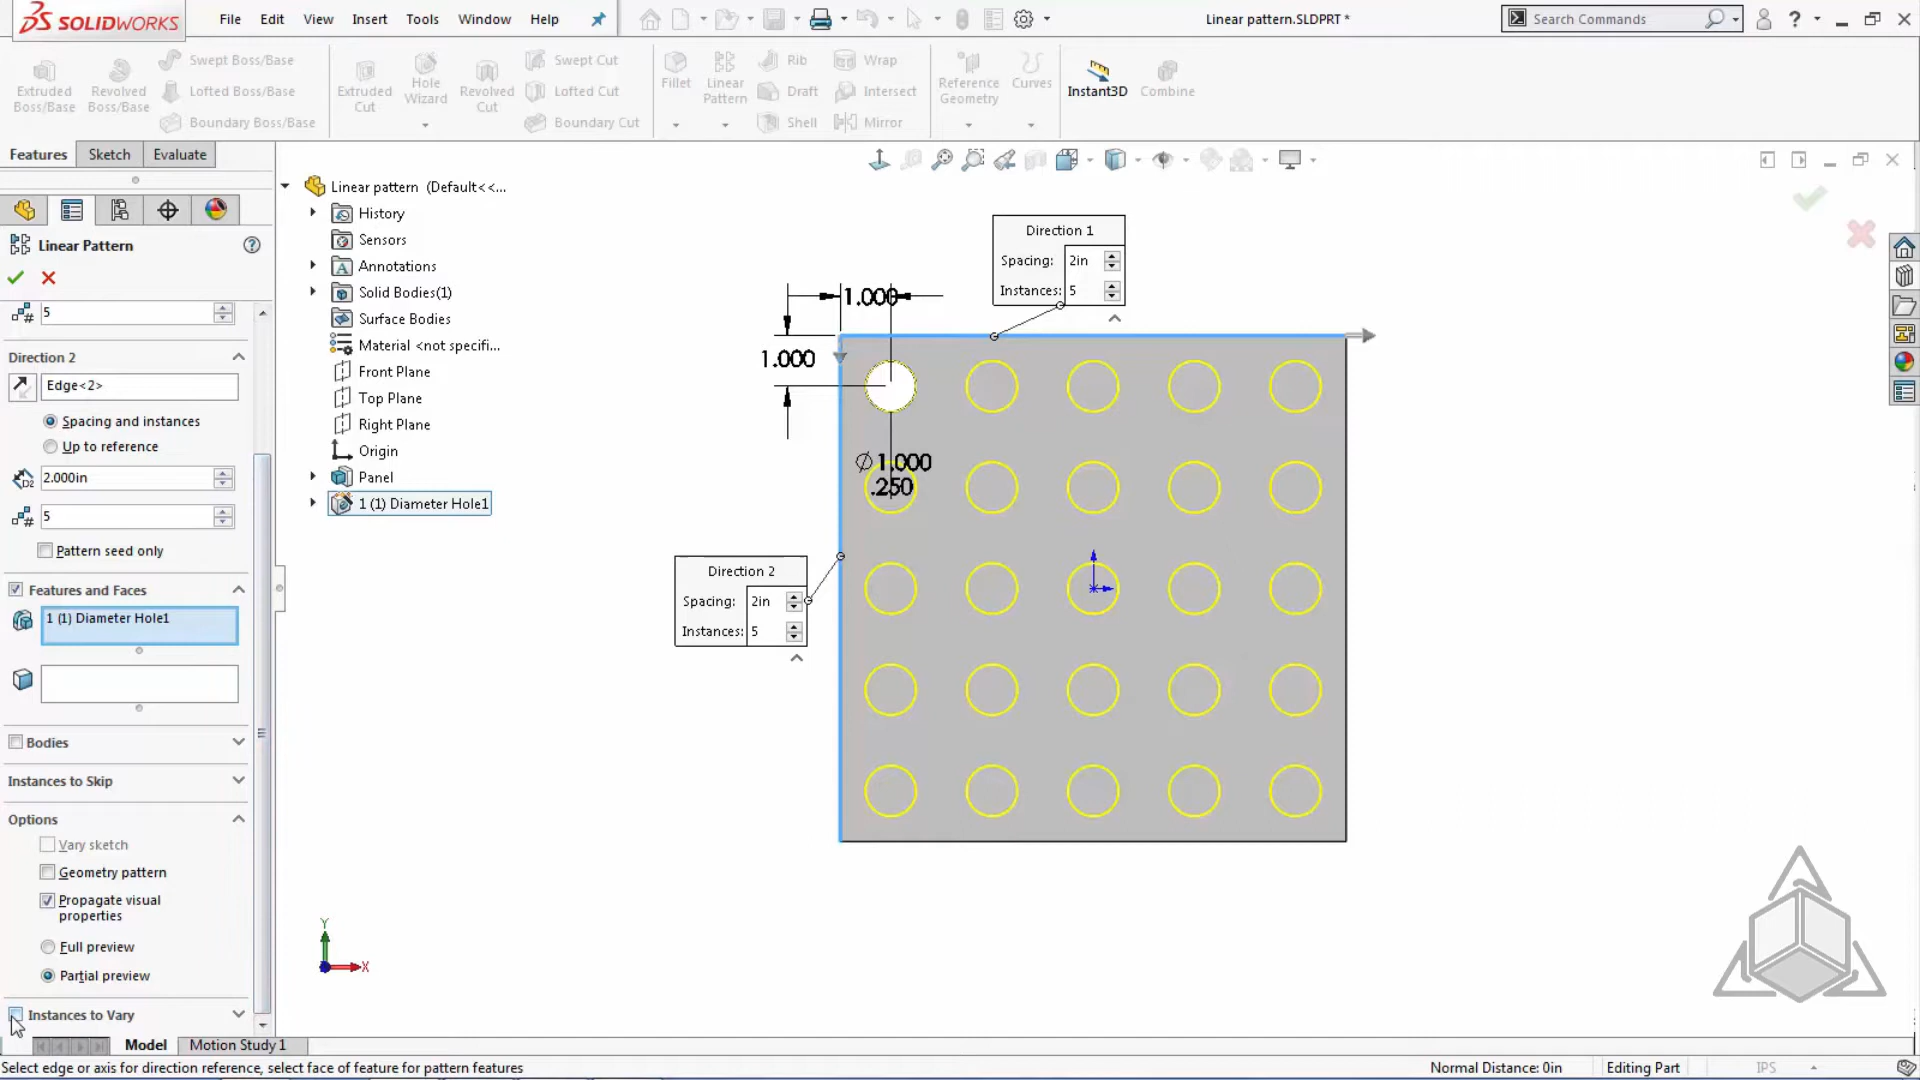 SOLIDWORKS
File Edit View Insert Tools Window Help
Linear pattern.SLDPRT *
Search Commands
Extruded Boss/Base
Revolved Boss/Base
Swept Boss/Base
Lofted Boss/Base
Boundary Boss/Base
Extruded Cut
Hole Wizard
Revolved Cut
Swept Cut
Lofted Cut
Boundary Cut
Fillet
Linear Pattern
Rib
Draft
Shell
Wrap
Intersect
Mirror
Reference Geometry
Curves
Instant3D
Combine
Features Sketch Evaluate
Linear Pattern
5
Direction 2
Edge<2>
Spacing and instances
Up to reference
D2
2.000in
5
Pattern seed only
Features and Faces
1 (1) Diameter Hole1
Bodies
Instances to Skip
Options
Vary sketch
Geometry pattern
Propagate visual
properties
Full preview
Partial preview
Instances to Vary
Linear pattern (Default<<...
History
Sensors
Annotations
Solid Bodies(1)
Surface Bodies
Material <not specifi...
Front Plane
Top Plane
Right Plane
Origin
Panel
1 (1) Diameter Hole1
Direction 1
Spacing: 2in
Instances: 5
1.000
1.000
∅1.000
.250
Direction 2
Spacing: 2in
Instances: 5
Y
X
Model Motion Study 1
Select edge or axis for direction reference, select face of feature for pattern features
Normal Distance: 0in Editing Part IPS